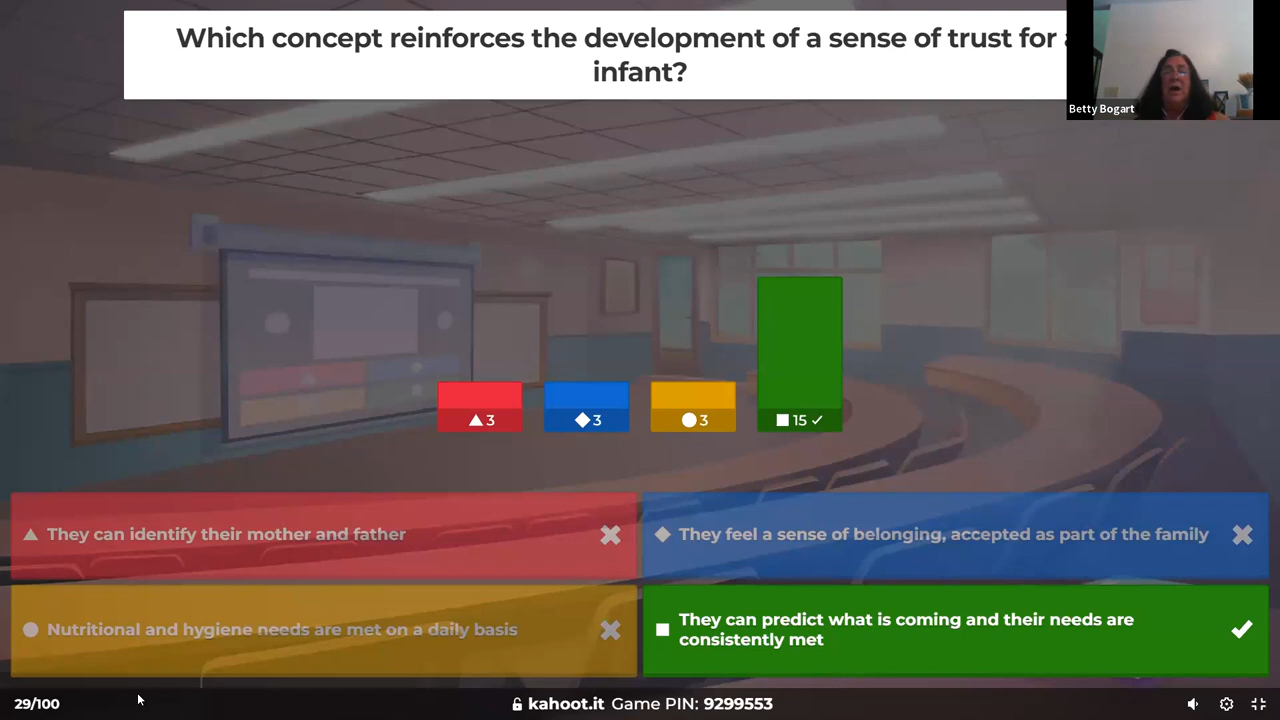 Which concept reinforces the development of a sense of trust for
infant?
Betty Bogart
3
3
3
15
They can identify their mother and father
They feel a sense of belonging, accepted as part of the family
Nutritional and hygiene needs are met on a daily basis
They can predict what is coming and their needs are
consistently met
29/100
kahoot.it Game PIN: 9299553